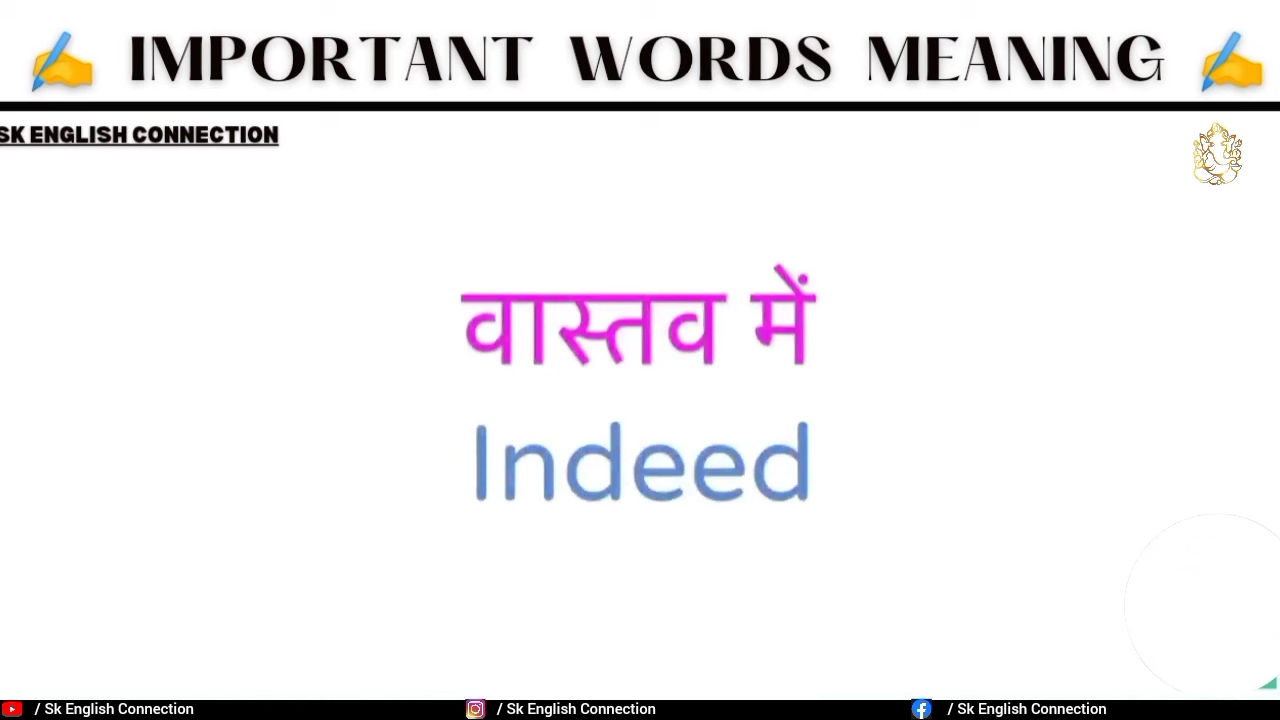 ✍ IMPORTANT WORDS MEANING ✍
SK ENGLISH CONNECTION
वास्तव में
Indeed
/ Sk English Connection
/ Sk English Connection
/ Sk English Connection